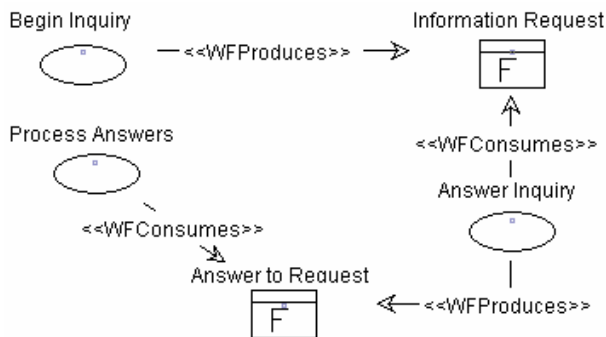 Begin Inquiry
Information Request
<<WFProduces>>
F
Process Answers
<<WFConsumes>>
Answer Inquiry
<<WFConsumes>>
Answer to Request
<<WFProduces>>
F